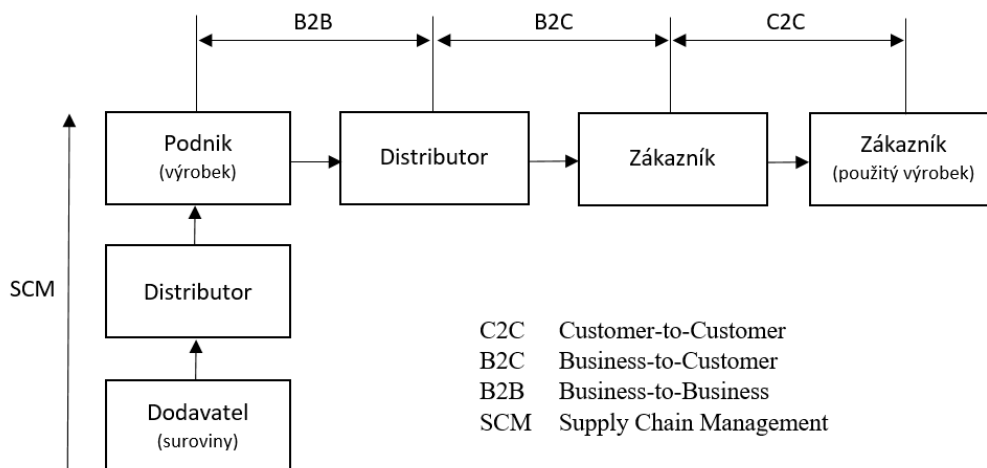 B2B B2C C2C
Podnik
(výrobek)
Distributor
Zákazník
Zákazník
(použitý výrobek)
SCM
Distributor
Dodavatel
(suroviny)
C2C Customer-to-Customer
B2C Business-to-Customer
B2B Business-to-Business
SCM Supply Chain Management